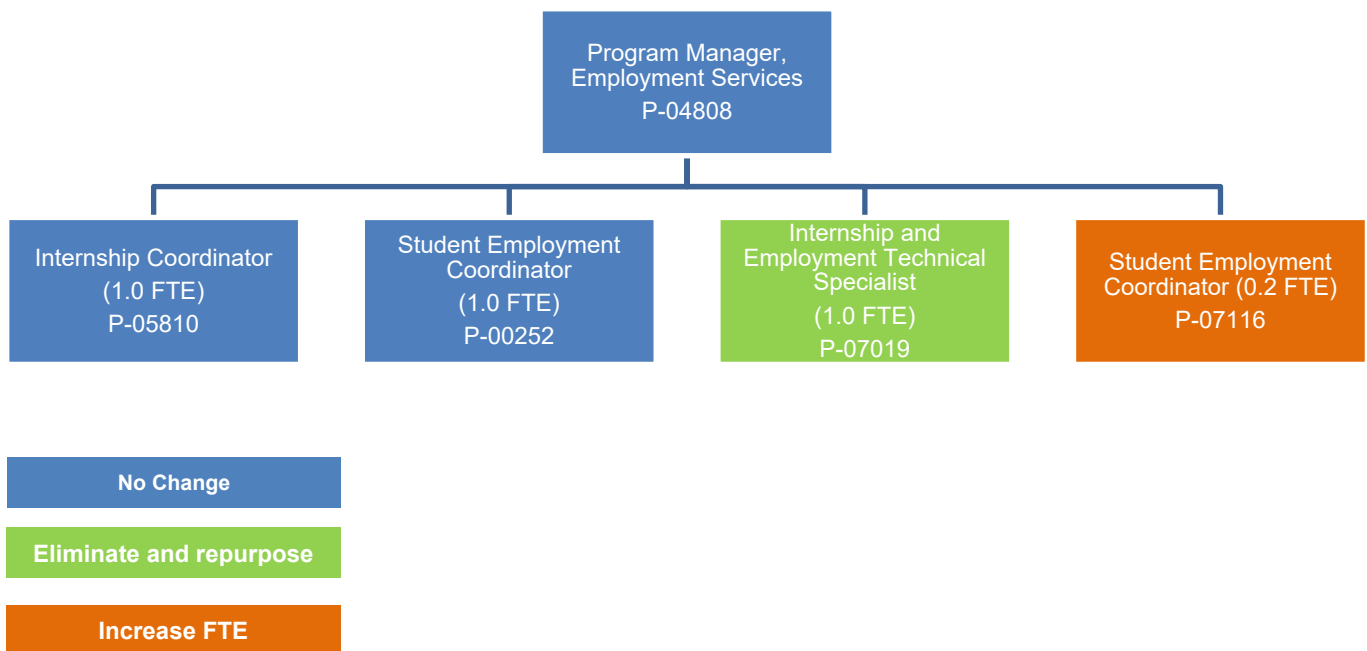 Program Manager,
Employment Services
P-04808
Internship Coordinator
(1.0 FTE)
P-05810
Student Employment
Coordinator
(1.0 FTE)
P-00252
Internship and
Employment Technical
Specialist
(1.0 FTE)
P-07019
Student Employment
Coordinator (0.2 FTE)
P-07116
No Change
Eliminate and repurpose
Increase FTE